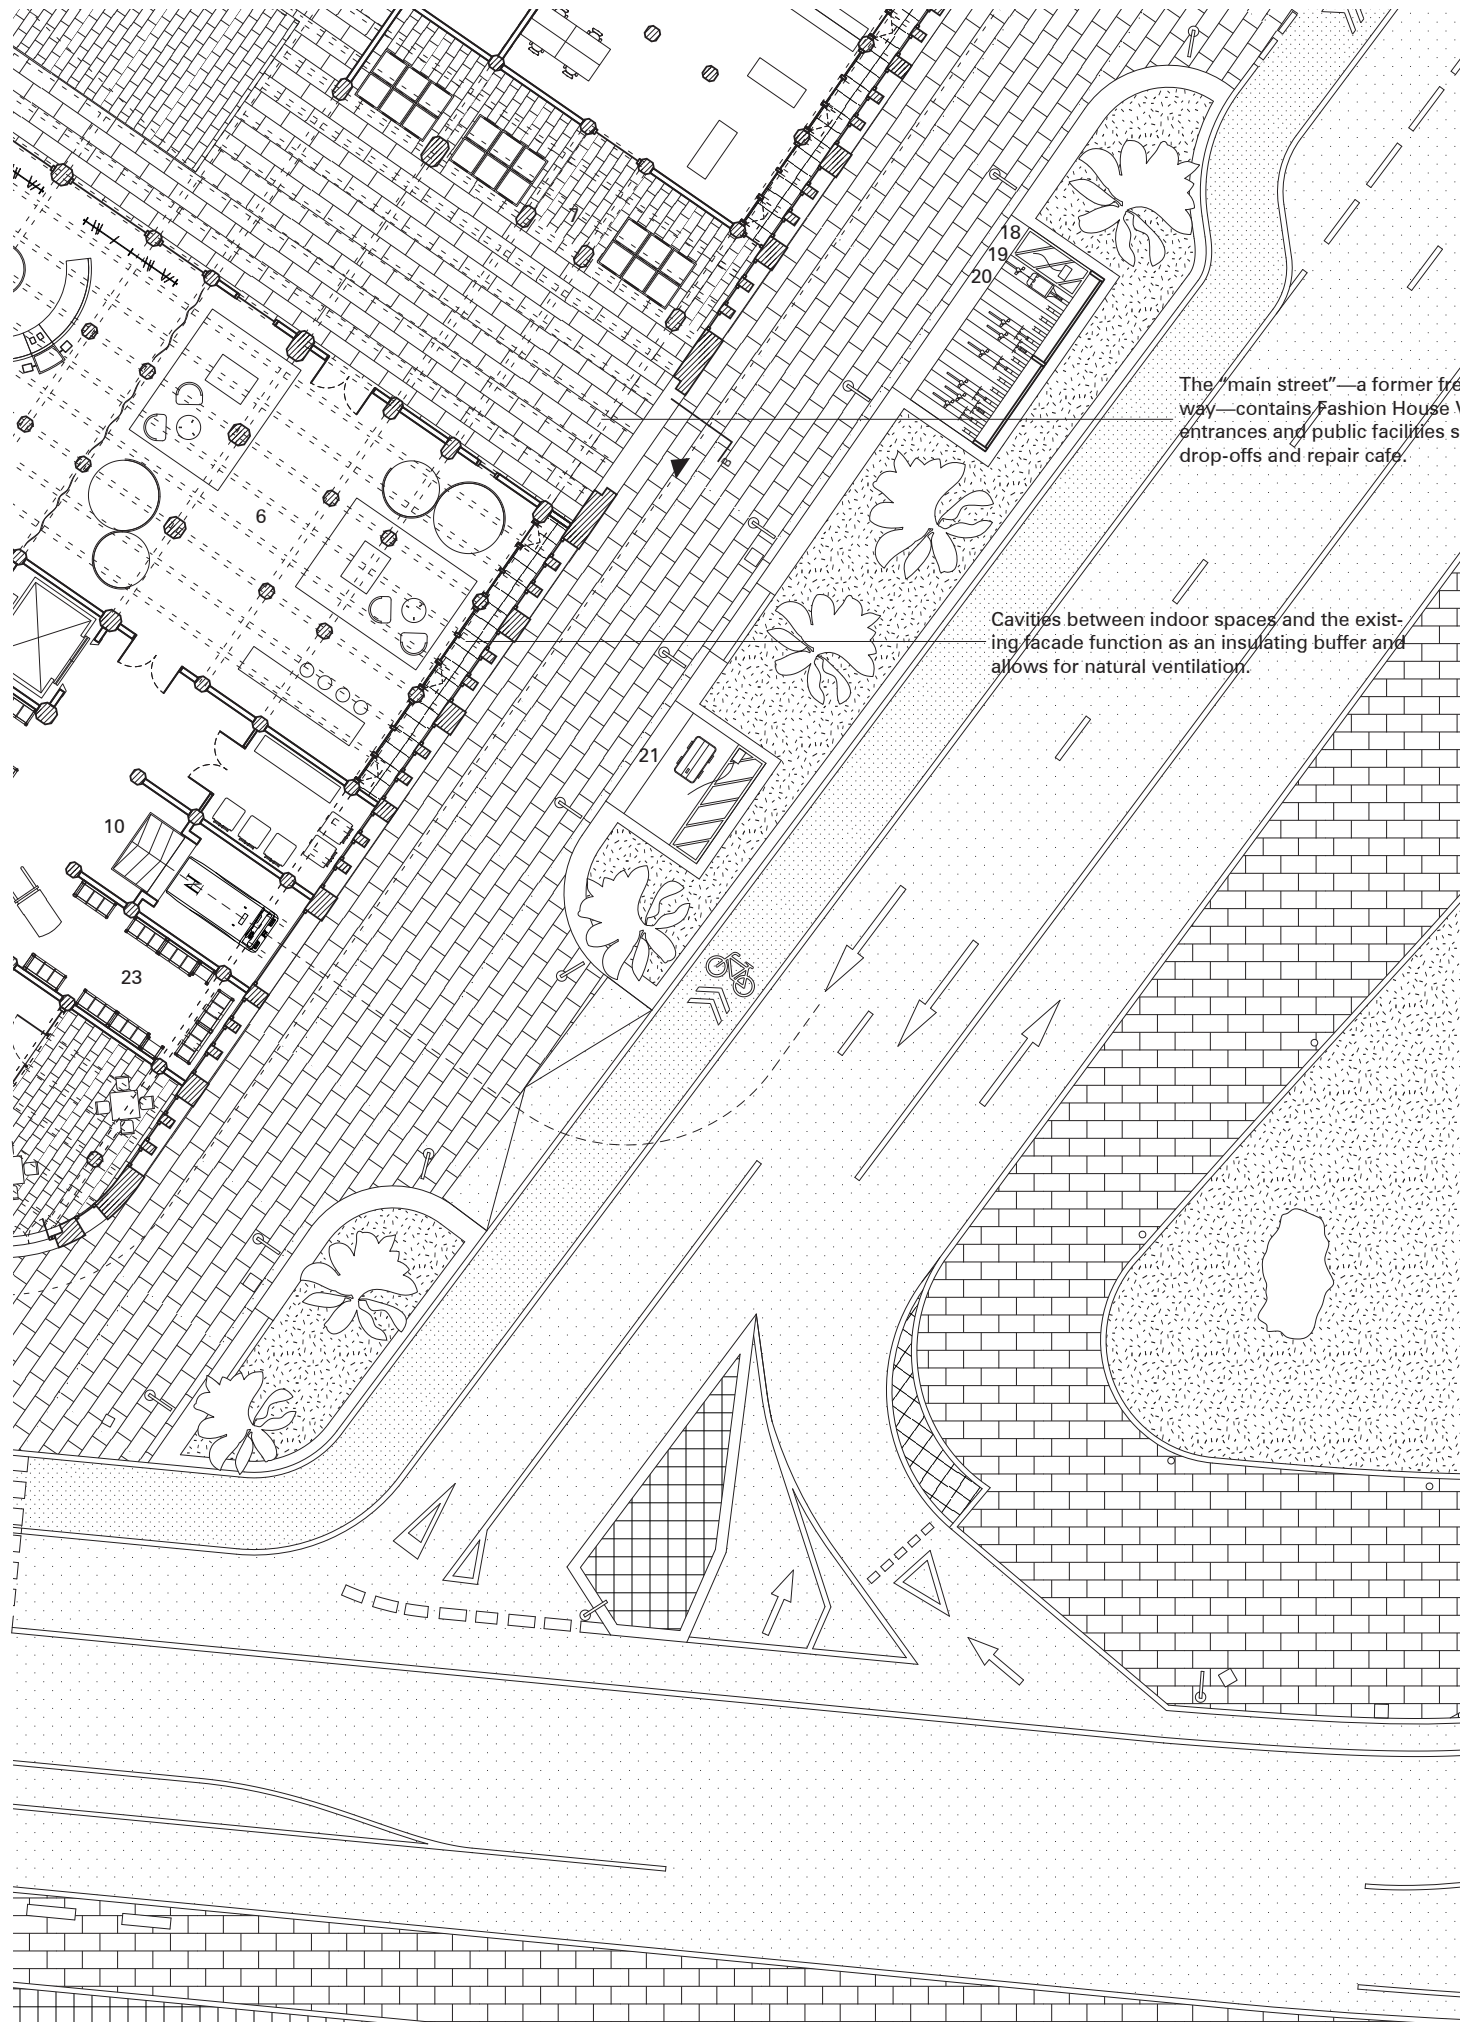 7
18
19
20
The “main street”—a former fre
way—contains Fashion House V
entrances and public facilities s
drop-offs and repair cafe.
6
Cavities between indoor spaces and the exist-
ing facade function as an insulating buffer and
allows for natural ventilation.
21
10
23